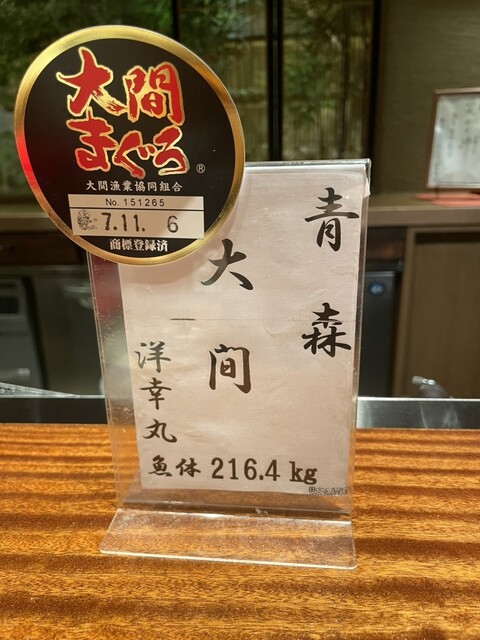 大間
まぐろ®
大間漁業協同組合
No. 151265
7.11. 6
商標登録済
青森
大間
洋幸丸
魚体 216.4 kg